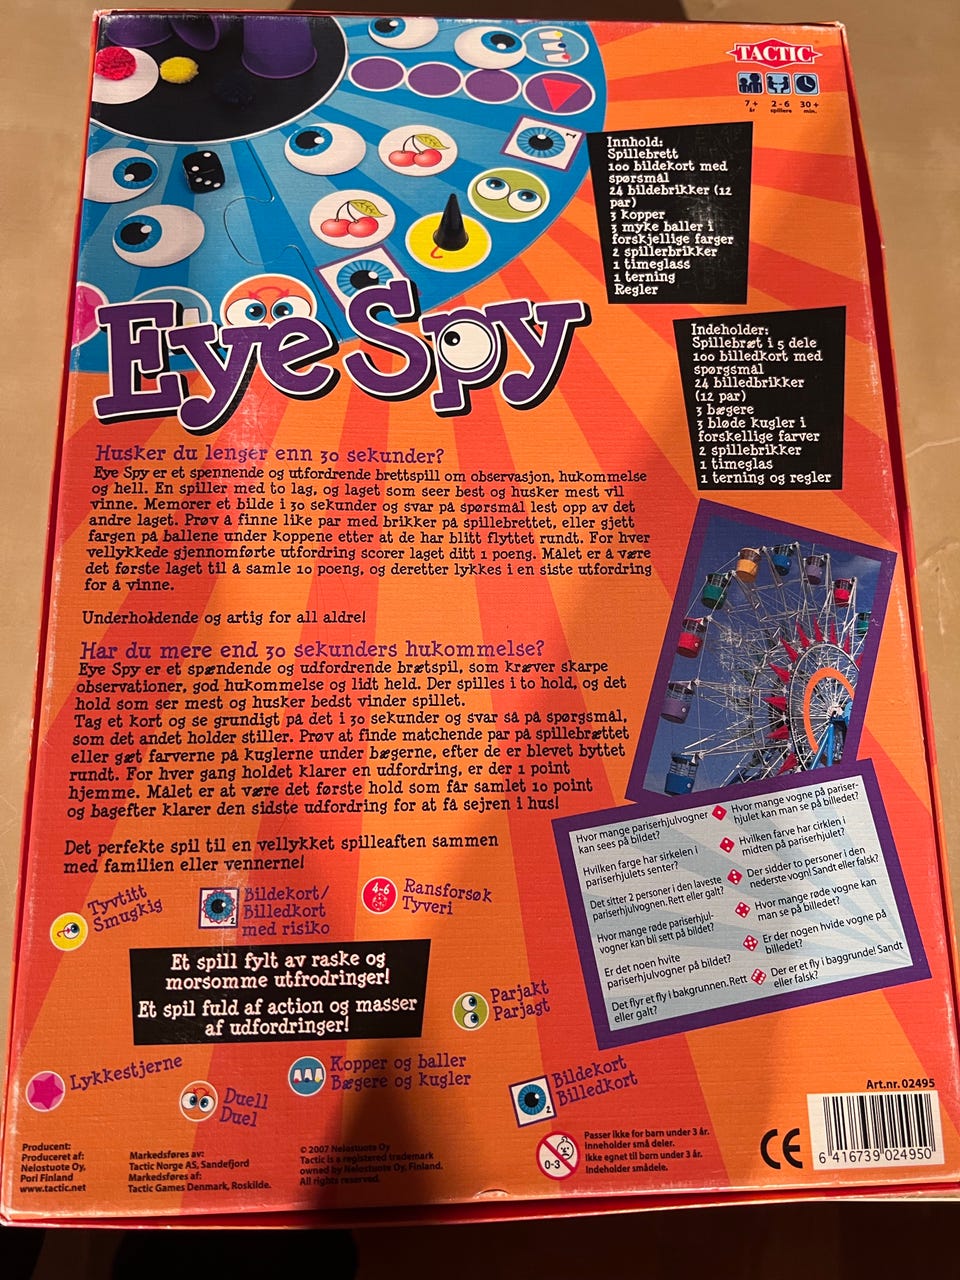 TACTIC
7 +
år
2 - 6
spillere
30 +
min.
Innhold:
Spillebrett
100 bildekort med
spørsmål
24 bildebrikker (12
par)
3 kopper
3 myke baller i
forskjellige farger
2 spillerbrikker
1 timeglass
1 terning
Regler
Indeholder:
Spillebræt i 5 dele
100 billedkort med
spørgsmål
24 billedbrikker
(12 par)
3 bægere
3 bløde kugler i
forskellige farver
2 spillebrikker
1 timeglas
1 terning og regler
Eye Spy
Husker du lenger enn 30 sekunder?
Eye Spy er et spennende og utfordrende brettspill om observasjon, hukommelse
og hell. En spiller med to lag, og laget som seer best og husker mest vil
vinne. Memorer et bilde i 30 sekunder og svar på spørsmål lest opp av det
andre laget. Prøv å finne like par med brikker på spillebrettet, eller gjett
fargen på ballene under koppene etter at de har blitt flyttet rundt. For hver
vellykkede gjennomførte utfordring scorer laget ditt 1 poeng. Målet er å være
det første laget til å samle 10 poeng, og deretter lykkes i en siste utfordring
for å vinne.
Underholdende og artig for all aldre!
Har du mere end 30 sekunders hukommelse?
Eye Spy er et spændende og udfordrende brætspil, som kræver skarpe
observationer, god hukommelse og lidt held. Der spilles i to hold, og det
hold som ser mest og husker bedst vinder spillet.
Tag et kort og se grundigt på det i 30 sekunder og svar så på spørgsmål,
som det andet holder stiller. Prøv at finde matchende par på spillebrættet
eller gæt farverne på kuglerne under bægerne, efter de er blevet byttet
rundt. For hver gang holdet klarer en udfordring, er der 1 point
hjemme. Målet er at være det første hold som får samlet 10 point
og bagefter klarer den sidste udfordring for at få sejren i hus!
Det perfekte spil til en vellykket spilleaften sammen
med familien eller vennerne!
Hvor mange pariserhjulvogner
kan sees på bildet?
Hvilken farge har sirkelen i
pariserhjulets senter?
Det sitter 2 personer i den laveste
pariserhjulvognen. Rett eller galt?
Hvor mange røde pariserhjul-
vogner kan bli sett på bildet?
Er det noen hvite
pariserhjulvogner på bildet?
Det flyr et fly i bakgrunnen. Rett
eller galt?
Hvor mange vogne på pariser-
hjulet kan man se på billedet?
Hvilken farve har cirklen i
midten på pariserhjulet?
Der sidder to personer i den
nederste vogn! Sandt eller falsk?
Hvor mange røde vogne kan
man se på billedet?
Er der nogen hvide vogne på
billedet?
Der er et fly i baggrunde! Sandt
eller falsk?
Tyvtitt
Smugkig
2
Bildekort/
Billedkort
med risiko
4-6
Ransforsøk
Tyveri
Et spill fylt av raske og
morsomme utfrodringer!
Et spil fuld af action og masser
af udfordringer!
Parjakt
Parjagt
Lykkestjerne
Duell
Duel
Kopper og baller
Bægere og kugler
2
Bildekort
Billedkort
Art.nr. 02495
6 416739 024950
Producent:
Produceret af:
Nelostuote Oy,
Pori Finland
www.tactic.net
Markedsføres av:
Tactic Norge AS, Sandefjord
Markedsføres af:
Tactic Games Denmark, Roskilde.
© 2007 Nelostuote Oy
Tactic is a registered trademark
owned by Nelostuote Oy, Finland.
All rights reserved.
0-3
Passer ikke for barn under 3 år.
Inneholder små deler.
Ikke egnet til børn under 3 år.
Indeholder smådele.
CE